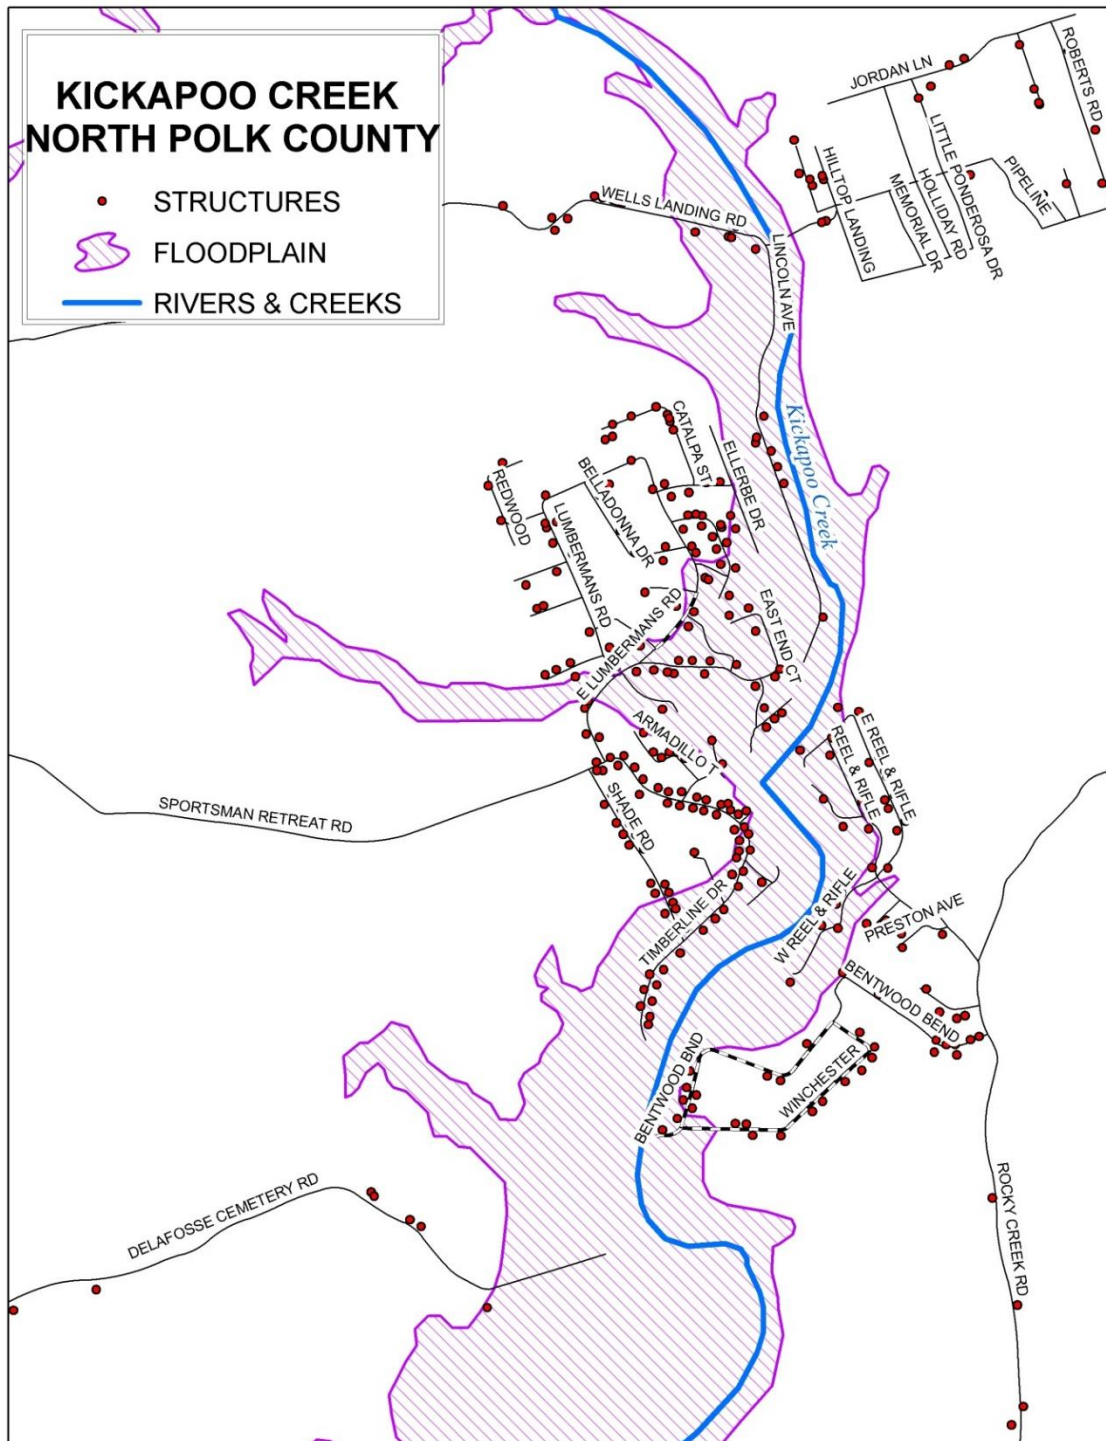 KICKAPOO CREEK
NORTH POLK COUNTY
STRUCTURES
FLOODPLAIN
RIVERS & CREEKS
JORDAN LN
ROBERTS RD
LITTLE PONDEROSA DR
PIPELINE
HILLTOP LANDING
HOLLIDAY RD
MEMORIAL DR
WELLS LANDING RD
LINCOLN AVE
Kickapoo Creek
CATALPA ST
ELLERBE DR
REDWOOD
BELLADONNA DR
LUMBERMANS RD
EAST END CT
E LUMBERMANS RD
ARMADILLO T
REEL & RIFLE
E REEL & RIFLE
SPORTSMAN RETREAT RD
SHADE RD
TIMBERLINE DR
W REEL & RIFLE
PRESTON AVE
BENTWOOD BEND
BENTWOOD BND
WINCHESTER
DELAFOSSE CEMETERY RD
ROCKY CREEK RD